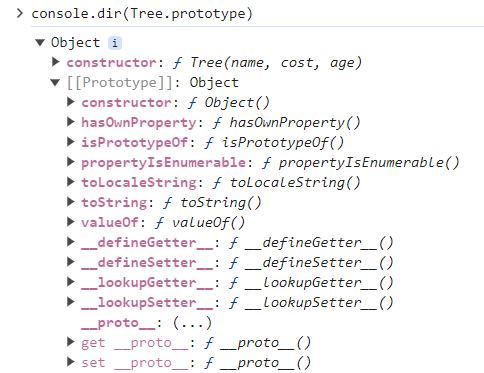 console.dir(Tree.prototype)
Object i
constructor: ƒ Tree(name, cost, age)
[[Prototype]]: Object
constructor: ƒ Object()
hasOwnProperty: ƒ hasOwnProperty()
isPrototypeOf: ƒ isPrototypeOf()
propertyIsEnumerable: ƒ propertyIsEnumerable()
toLocaleString: ƒ toLocaleString()
toString: ƒ toString()
valueOf: ƒ valueOf()
__defineGetter__: ƒ __defineGetter__()
__defineSetter__: ƒ __defineSetter__()
__lookupGetter__: ƒ __lookupGetter__()
__lookupSetter__: ƒ __lookupSetter__()
__proto__: (...)
get __proto__: ƒ __proto__()
set __proto__: ƒ __proto__()